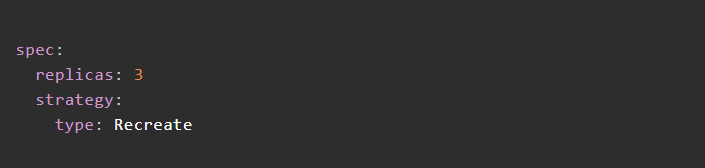 spec:
  replicas: 3
  strategy:
    type: Recreate